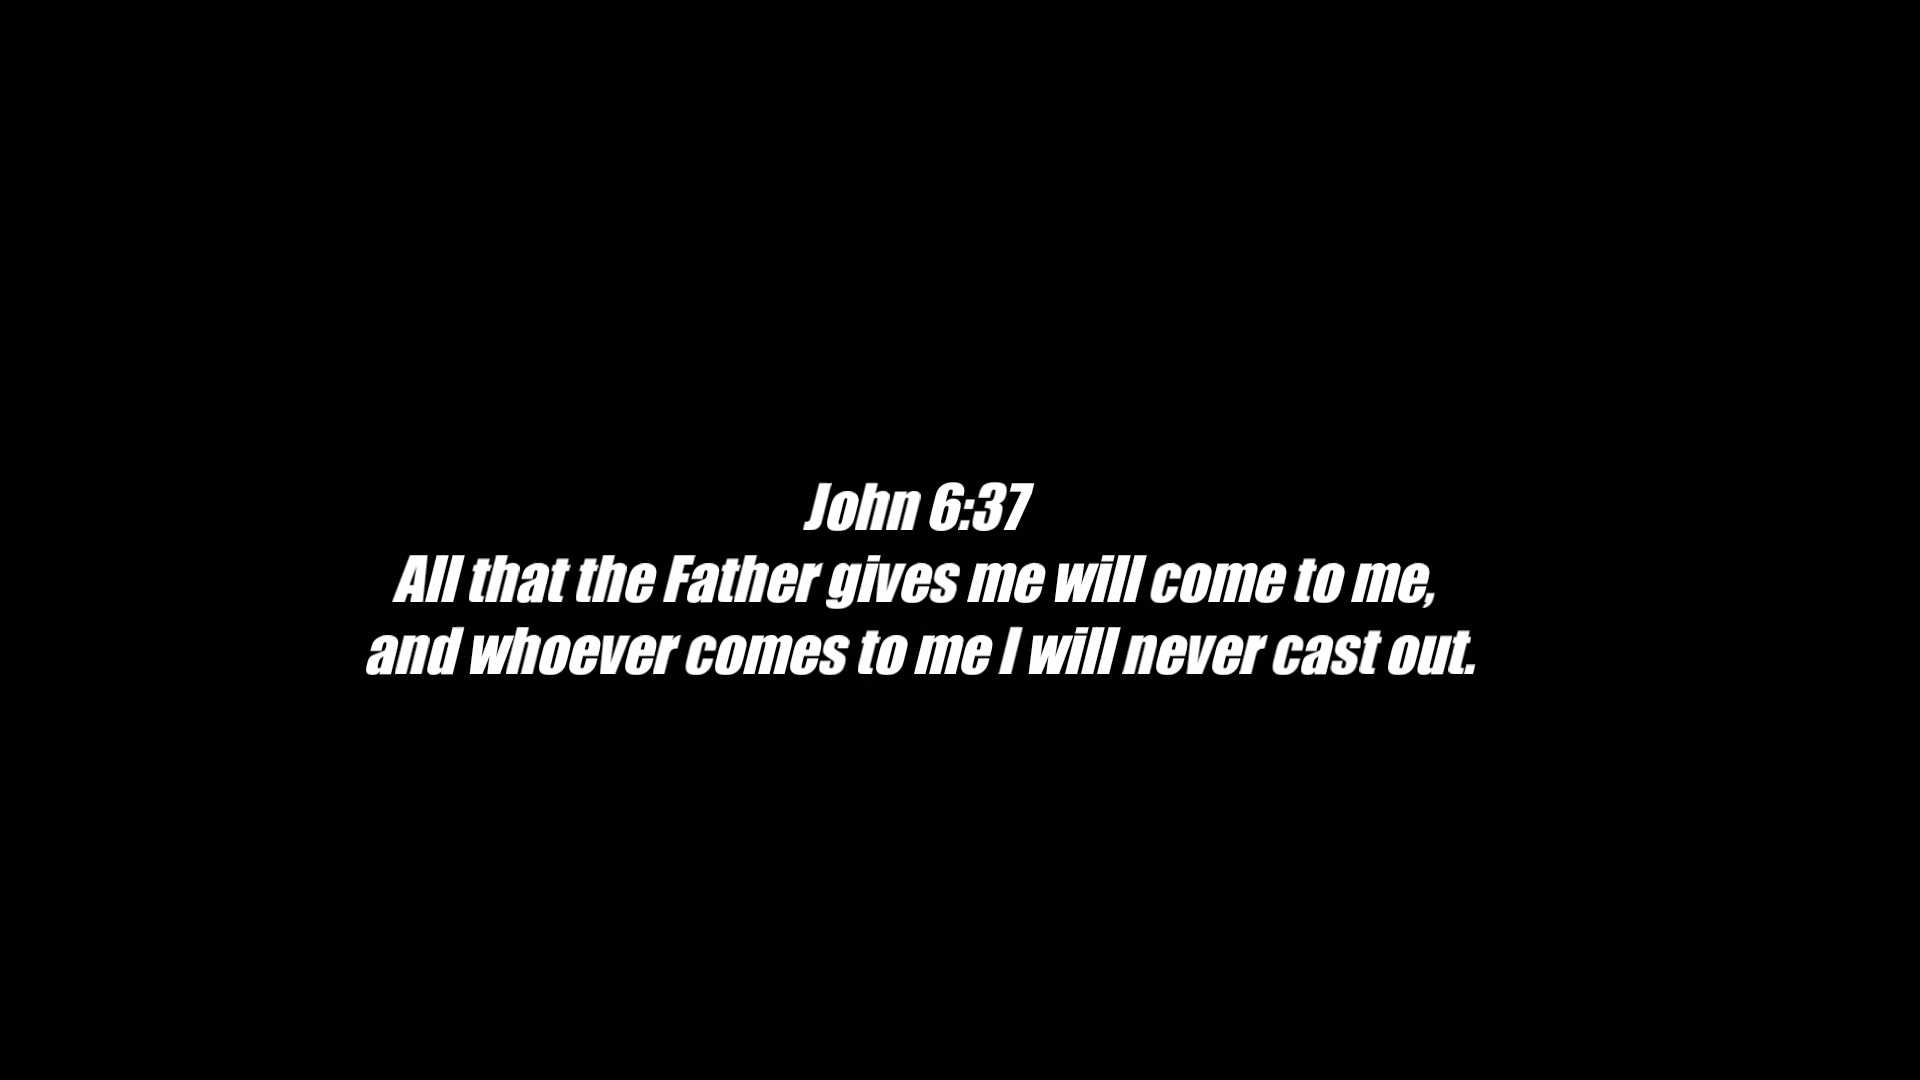 John 6:37
All that the Father gives me will come to me,
and whoever comes to me I will never cast out.